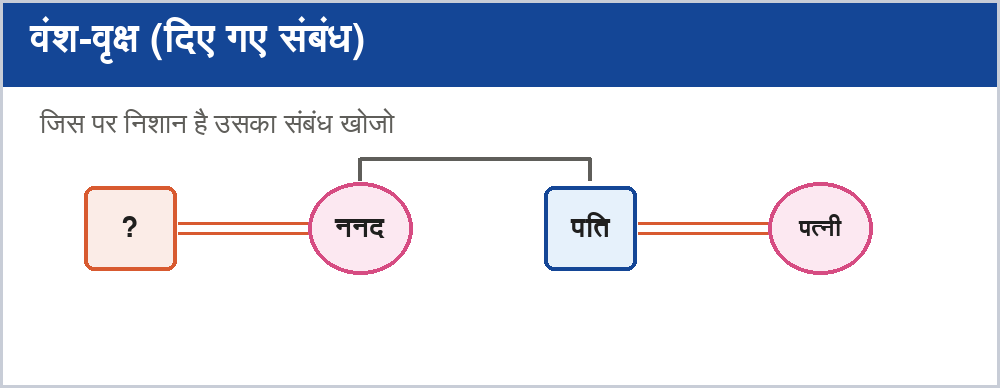 वंश-वृक्ष (दिए गए संबंध)
जिस पर निशान है उसका संबंध खोजो
? ननद पति पत्नी